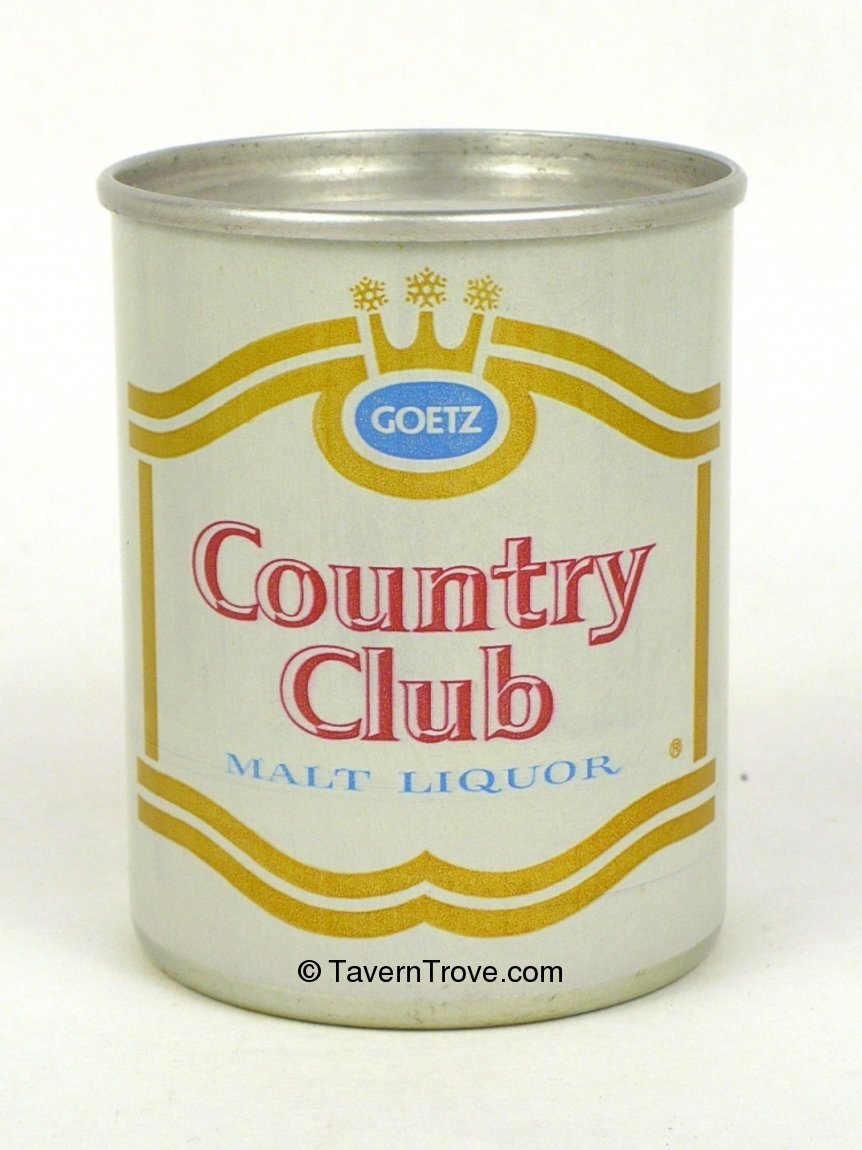 GOETZ
Country
Club
MALT LIQUOR
®
© TavernTrove.com